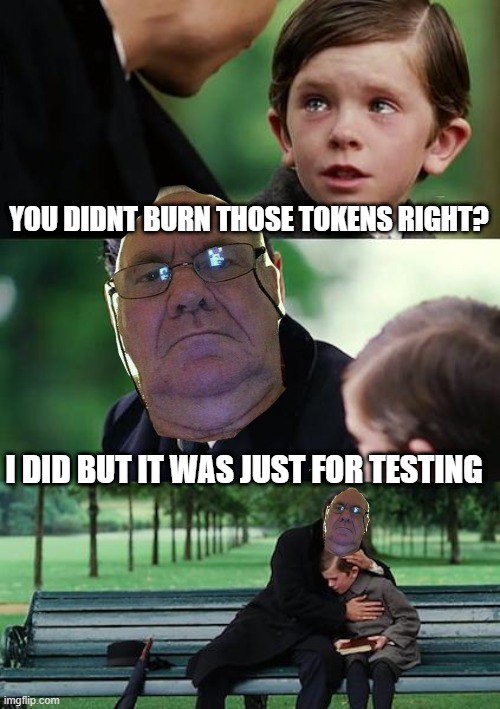 YOU DIDNT BURN THOSE TOKENS RIGHT?
I DID BUT IT WAS JUST FOR TESTING
imgflip.com